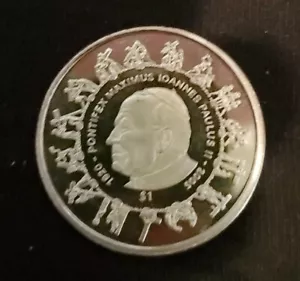 1920 - PONTIFEX MAXIMUS IOANNES PAULUS II - 2005
$1